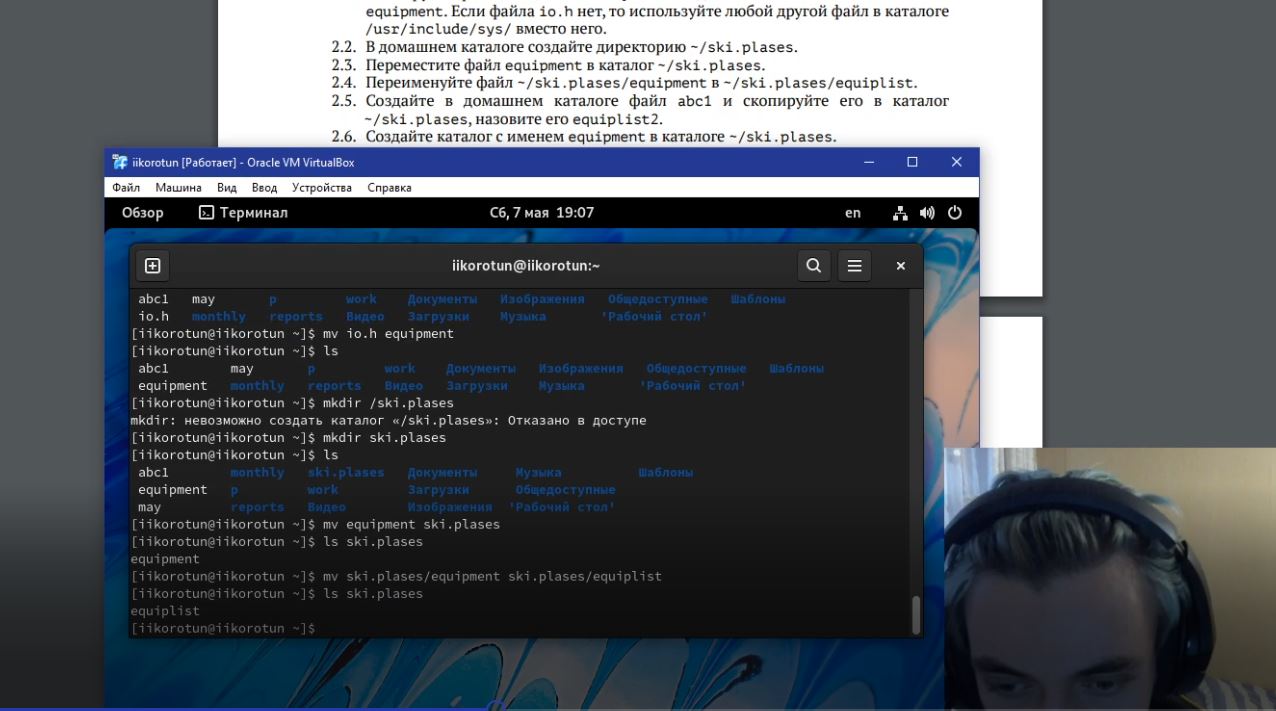 equipment. Если файла io.h нет, то используйте любой другой файл в каталоге
/usr/include/sys/ вместо него.
2.2. В домашнем каталоге создайте директорию ~/ski.plases.
2.3. Переместите файл equipment в каталог ~/ski.plases.
2.4. Переименуйте файл ~/ski.plases/equipment в ~/ski.plases/equiplist.
2.5. Создайте в домашнем каталоге файл abc1 и скопируйте его в каталог
~/ski.plases, назовите его equiplist2.
2.6. Создайте каталог с именем equipment в каталоге ~/ski.plases.
iikorotun [Работает] - Oracle VM VirtualBox
Файл Машина Вид Ввод Устройства Справка
Обзор Терминал Сб, 7 мая 19:07 en
iikorotun@iikorotun:~
abc1 may p work Документы Изображения Общедоступные Шаблоны
io.h monthly reports Видео Загрузки Музыка 'Рабочий стол'
[iikorotun@iikorotun ~]$ mv io.h equipment
[iikorotun@iikorotun ~]$ ls
abc1 may p work Документы Изображения Общедоступные Шаблоны
equipment monthly reports Видео Загрузки Музыка 'Рабочий стол'
[iikorotun@iikorotun ~]$ mkdir /ski.plases
mkdir: невозможно создать каталог «/ski.plases»: Отказано в доступе
[iikorotun@iikorotun ~]$ mkdir ski.plases
[iikorotun@iikorotun ~]$ ls
abc1 monthly ski.plases Документы Музыка Шаблоны
equipment p work Загрузки Общедоступные
may reports Видео Изображения 'Рабочий стол'
[iikorotun@iikorotun ~]$ mv equipment ski.plases
[iikorotun@iikorotun ~]$ ls ski.plases
equipment
[iikorotun@iikorotun ~]$ mv ski.plases/equipment ski.plases/equiplist
[iikorotun@iikorotun ~]$ ls ski.plases
equiplist
[iikorotun@iikorotun ~]$